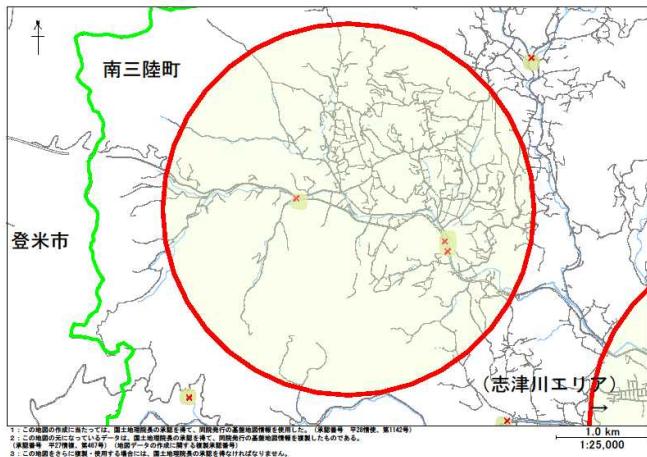 南三陸町
登米市
(志津川エリア)
→
1.0 km
1:25,000
1:この地図の作成に当たっては、国土地理院長の承認を得て、同院発行の基盤地図情報を使用した。(承認番号 平28情使、第1142号)
2:この地図の元になっているデータは、国土地理院長の承認を得て、同院発行の基盤地図情報を複製したものである。
(承認番号 平27情複、第467号)(地図データの作成に関する複製承認番号)
3:この地図をさらに複製・使用する場合には、国土地理院長の承認を得なければなりません。